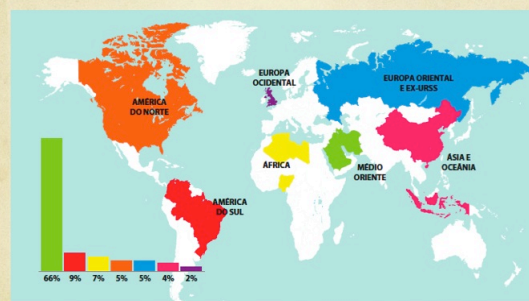 EUROPA
OCIDENTAL
EUROPA ORIENTAL
E EX-URSS
AMÉRICA
DO NORTE
ÁFRICA
MÉDIO
ORIENTE
ÁSIA E
OCEÂNIA
AMÉRICA
DO SUL
66% 9% 7% 5% 5% 4% 2%